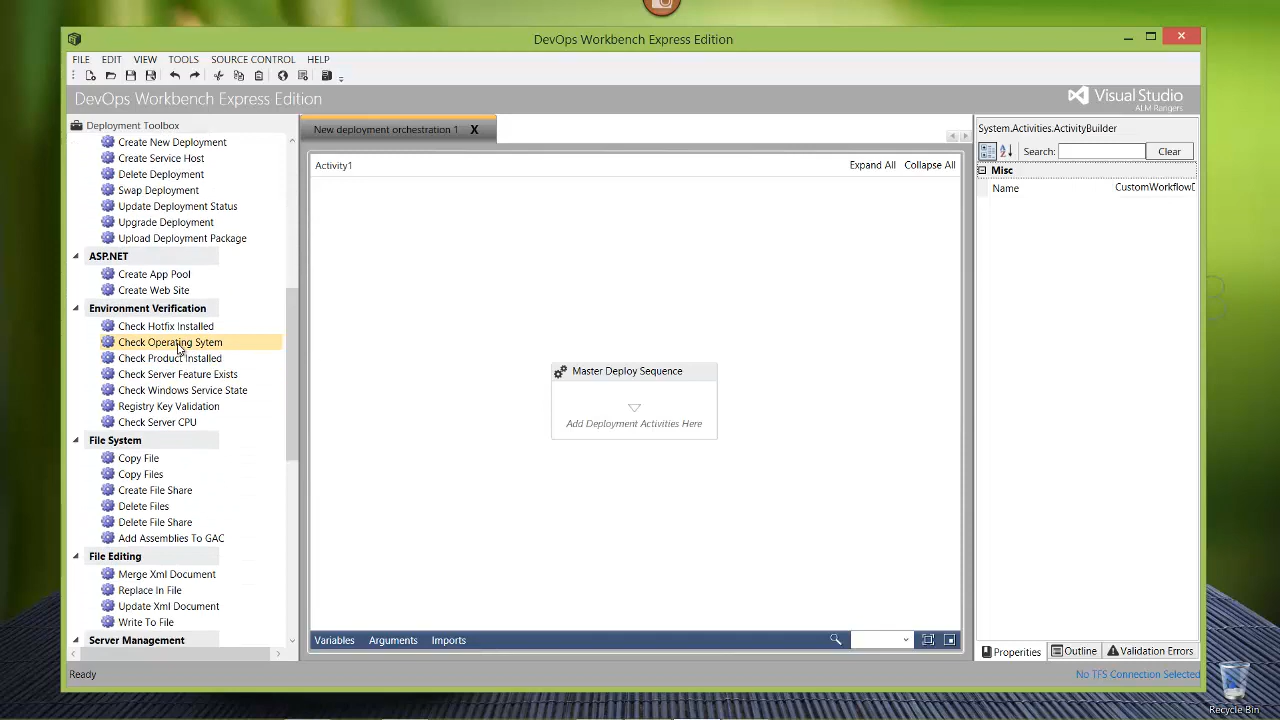 DevOps Workbench Express Edition
FILE EDIT VIEW TOOLS SOURCE CONTROL HELP
DevOps Workbench Express Edition
Visual Studio
ALM Rangers
Deployment Toolbox
Create New Deployment
Create Service Host
Delete Deployment
Swap Deployment
Update Deployment Status
Upgrade Deployment
Upload Deployment Package
ASP.NET
Create App Pool
Create Web Site
Environment Verification
Check Hotfix Installed
Check Operating Sytem
Check Product Installed
Check Server Feature Exists
Check Windows Service State
Registry Key Validation
Check Server CPU
File System
Copy File
Copy Files
Create File Share
Delete Files
Delete File Share
Add Assemblies To GAC
File Editing
Merge Xml Document
Replace In File
Update Xml Document
Write To File
Server Management
New deployment orchestration 1 X
Activity1 Expand All Collapse All
Master Deploy Sequence
Add Deployment Activities Here
Variables Arguments Imports
System.Activities.ActivityBuilder
Search: Clear
Misc
Name CustomWorkflow
Properties Outline Validation Errors
Ready No TFS Connection Selected
Recycle Bin